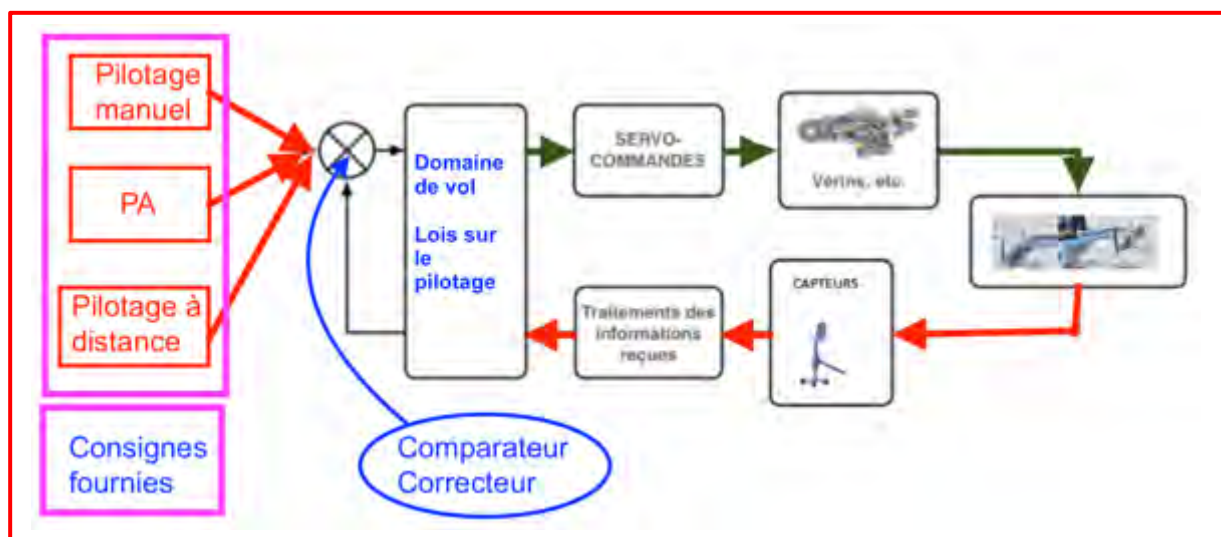 Pilotage
manuel
PA
Pilotage à
distance
Consignes
fournies
Comparateur
Correcteur
Domaine
de vol
Lois sur
le
pilotage
SERVO-
COMMANDES
Vérins, etc.
CAPTEURS
Traitements des
informations
reçues